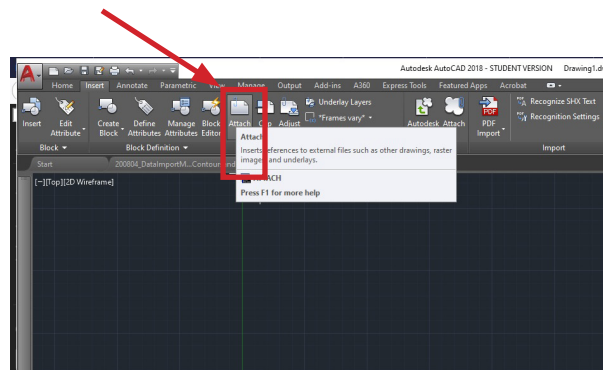 Autodesk AutoCAD 2018 - STUDENT VERSION Drawing1.d
Home Insert Annotate Parametric View Manage Output Add-ins A360 Express Tools Featured Apps Acrobat
Insert Edit Attribute Create Block Define Attributes Manage Attributes Block Editor Attach Clip Adjust
Underlay Layers
*Frames vary*
Autodesk Attach PDF Import
Recognize SHX Text
Recognition Settings
Block Block Definition Import
Attach
Inserts references to external files such as other drawings, raster
images, and underlays.
ATTACH
Press F1 for more help
Start 200804_DataImportM...Contour
[−][Top][2D Wireframe]